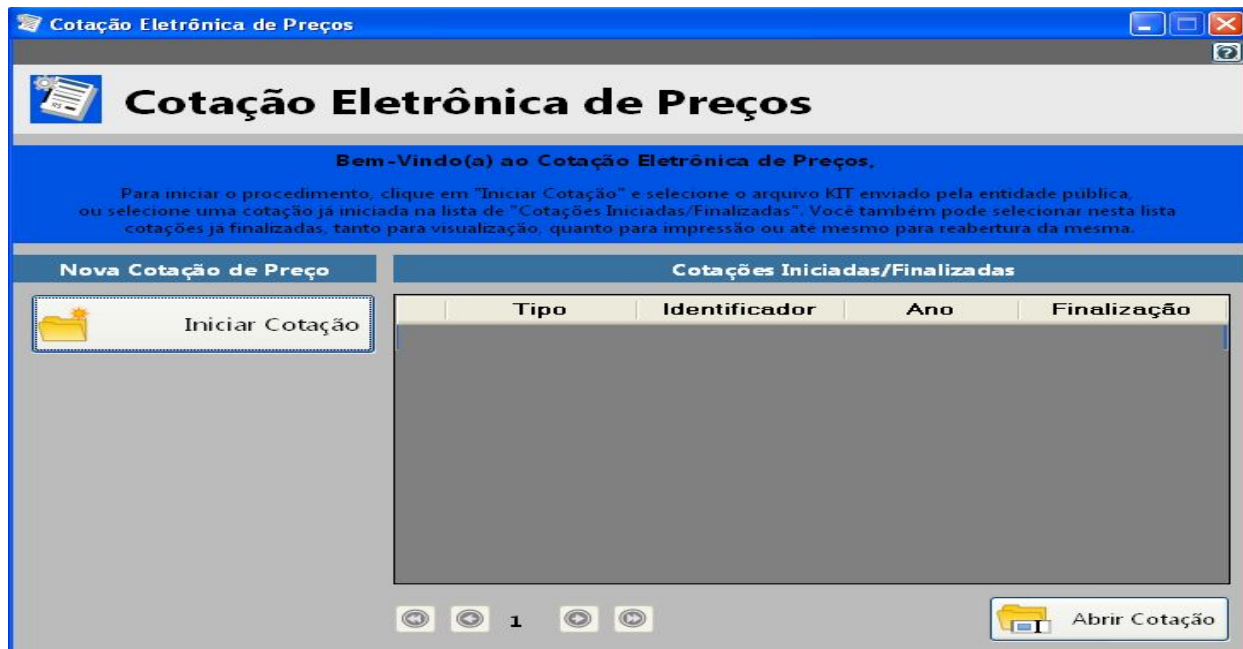 Cotação Eletrônica de Preços
Cotação Eletrônica de Preços
Bem-Vindo(a) ao Cotação Eletrônica de Preços,
Para iniciar o procedimento, clique em "Iniciar Cotação" e selecione o arquivo KIT enviado pela entidade pública,
ou selecione uma cotação já iniciada na lista de "Cotações Iniciadas/Finalizadas". Você também pode selecionar nesta lista
cotações já finalizadas, tanto para visualização, quanto para impressão ou até mesmo para reabertura da mesma.
Nova Cotação de Preço
Cotações Iniciadas/Finalizadas
Iniciar Cotação
Tipo Identificador Ano Finalização
1
Abrir Cotação